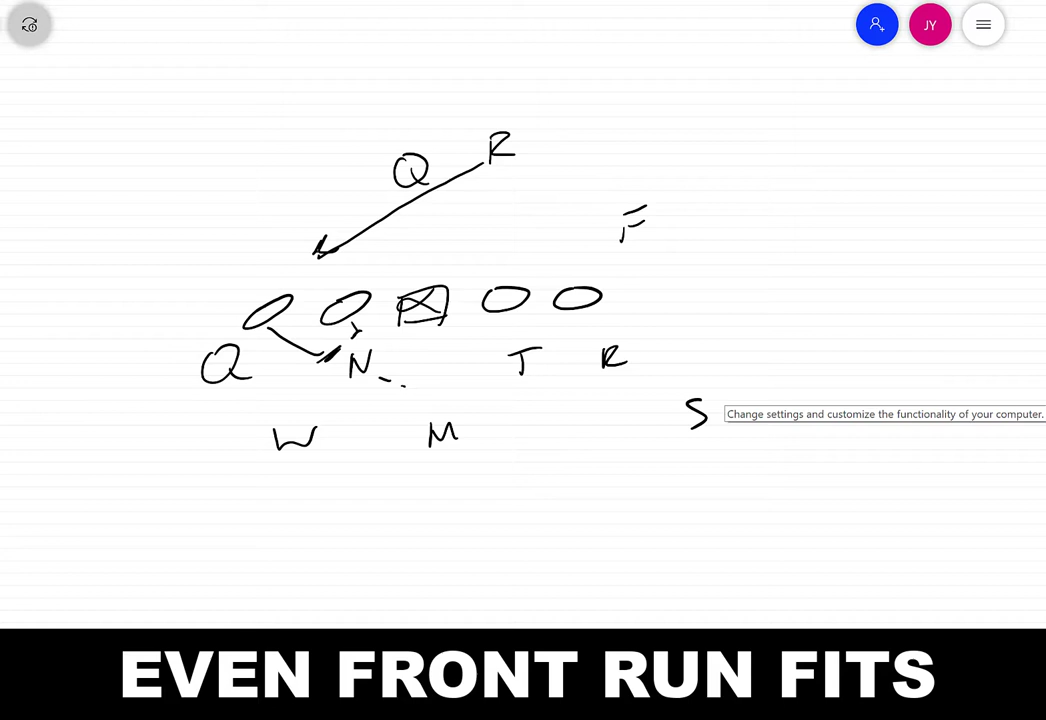 JY
R
Q
F
Q N T R
S Change settings and customize the functionality of your computer.
W M
EVEN FRONT RUN FITS